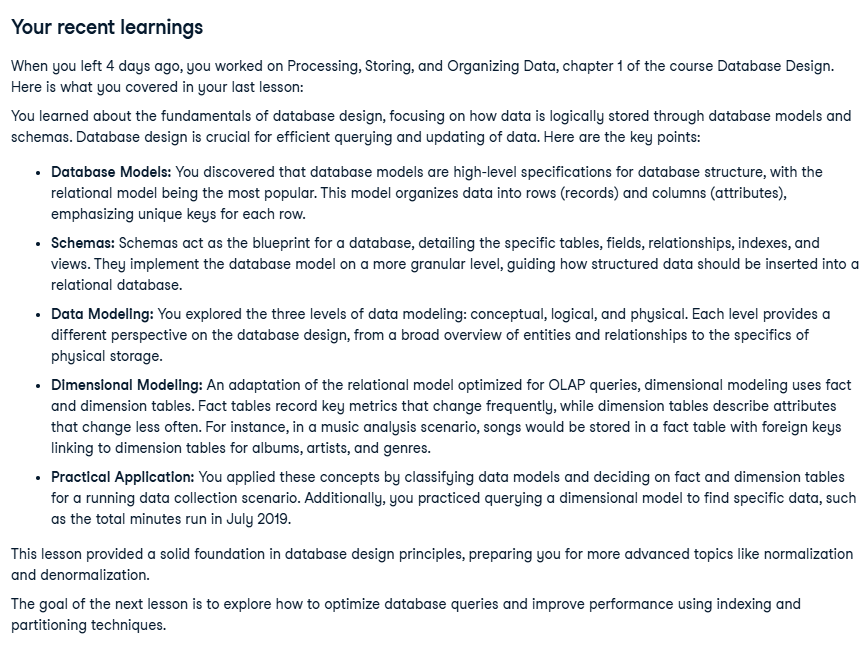 Your recent learnings
When you left 4 days ago, you worked on Processing, Storing, and Organizing Data, chapter 1 of the course Database Design.
Here is what you covered in your last lesson:
You learned about the fundamentals of database design, focusing on how data is logically stored through database models and
schemas. Database design is crucial for efficient querying and updating of data. Here are the key points:
• Database Models: You discovered that database models are high-level specifications for database structure, with the
relational model being the most popular. This model organizes data into rows (records) and columns (attributes),
emphasizing unique keys for each row.
• Schemas: Schemas act as the blueprint for a database, detailing the specific tables, fields, relationships, indexes, and
views. They implement the database model on a more granular level, guiding how structured data should be inserted into a
relational database.
• Data Modeling: You explored the three levels of data modeling: conceptual, logical, and physical. Each level provides a
different perspective on the database design, from a broad overview of entities and relationships to the specifics of
physical storage.
• Dimensional Modeling: An adaptation of the relational model optimized for OLAP queries, dimensional modeling uses fact
and dimension tables. Fact tables record key metrics that change frequently, while dimension tables describe attributes
that change less often. For instance, in a music analysis scenario, songs would be stored in a fact table with foreign keys
linking to dimension tables for albums, artists, and genres.
• Practical Application: You applied these concepts by classifying data models and deciding on fact and dimension tables
for a running data collection scenario. Additionally, you practiced querying a dimensional model to find specific data, such
as the total minutes run in July 2019.
This lesson provided a solid foundation in database design principles, preparing you for more advanced topics like normalization
and denormalization.
The goal of the next lesson is to explore how to optimize database queries and improve performance using indexing and
partitioning techniques.